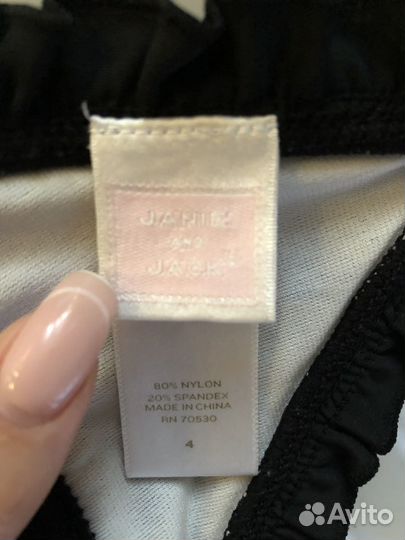 JANIE
AND
JACK
80% NYLON
20% SPANDEX
MADE IN CHINA
RN 70530
4
Avito